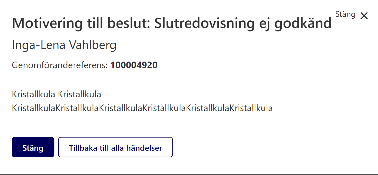 Stäng ×
Motivering till beslut: Slutredovisning ej godkänd
Inga-Lena Vahlberg
Genomförandereferens: 100004920
Kristallkula Kristallkula
KristallkulaKristallkulaKristallkulaKristallkulaKristallkulaKristallkula
Stäng
Tillbaka till alla händelser